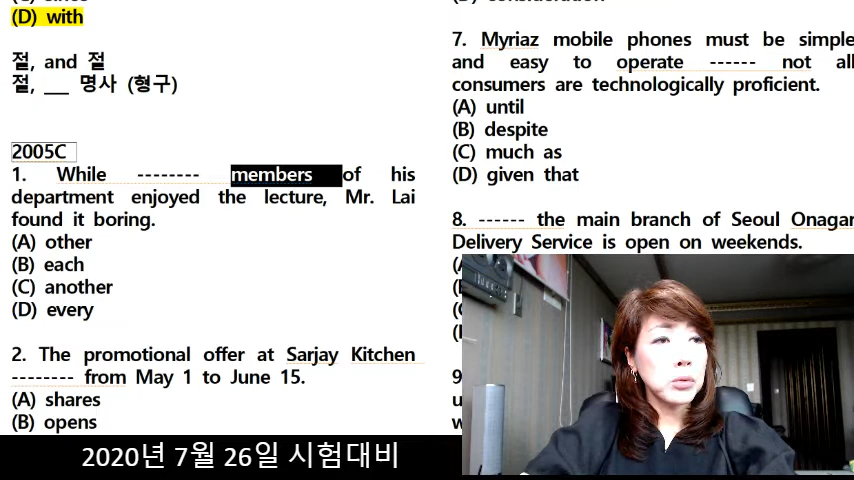 (D) with
절, and 절
절, ___ 명사 (형구)
2005C
1. While -------- members of his
department enjoyed the lecture, Mr. Lai
found it boring.
(A) other
(B) each
(C) another
(D) every
2. The promotional offer at Sarjay Kitchen
-------- from May 1 to June 15.
(A) shares
(B) opens
7. Myriaz mobile phones must be simple
and easy to operate ------ not all
consumers are technologically proficient.
(A) until
(B) despite
(C) much as
(D) given that
8. ------ the main branch of Seoul Onagar
Delivery Service is open on weekends.
9
2020년 7월 26일 시험대비